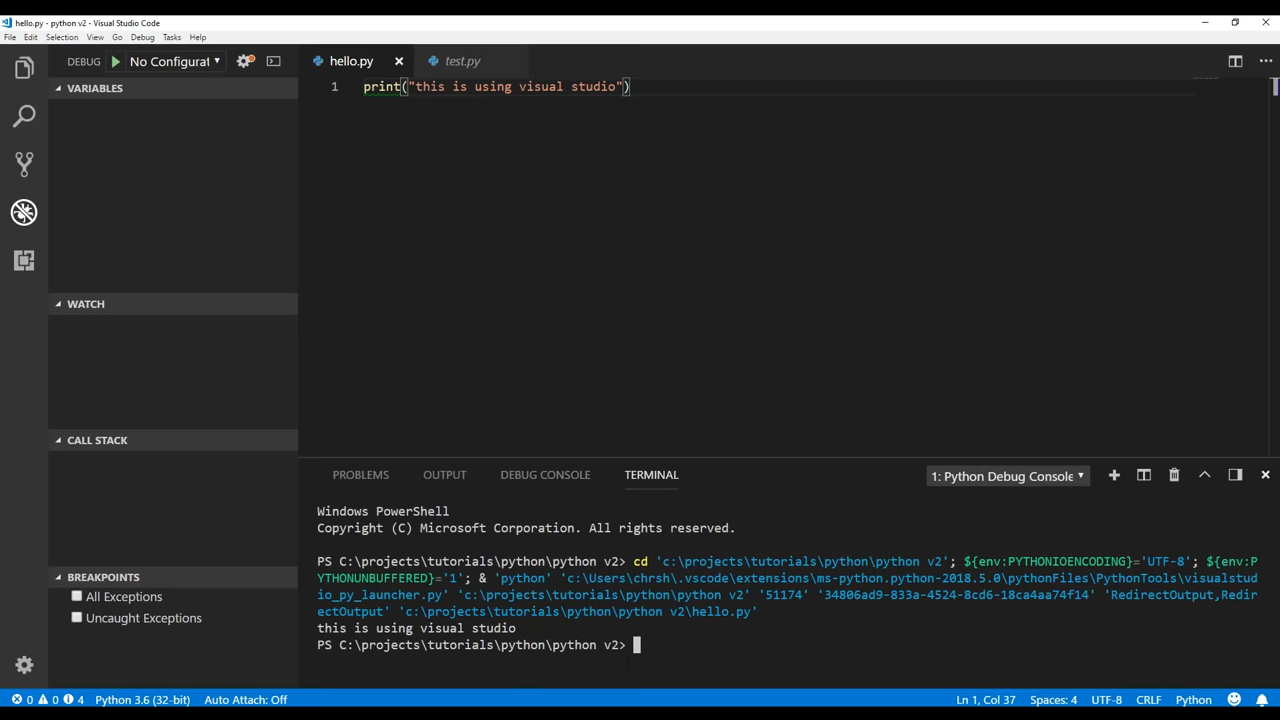 hello.py - python v2 - Visual Studio Code
File Edit Selection View Go Debug Tasks Help
DEBUG No Configurat
hello.py test.py
VARIABLES
1 print("this is using visual studio")
WATCH
CALL STACK
PROBLEMS OUTPUT DEBUG CONSOLE TERMINAL 1: Python Debug Console
Windows PowerShell
Copyright (C) Microsoft Corporation. All rights reserved.
PS C:\projects\tutorials\python\python v2> cd 'c:\projects\tutorials\python\python v2'; ${env:PYTHONIOENCODING}='UTF-8'; ${env:P
YTHONUNBUFFERED}='1'; & 'python' 'c:\Users\chrsh\.vscode\extensions\ms-python.python-2018.5.0\pythonFiles\PythonTools\visualstud
io_py_launcher.py' 'c:\projects\tutorials\python\python v2' '51174' '34806ad9-833a-4524-8cd6-18ca4aa74f14' 'RedirectOutput,Redir
ectOutput' 'c:\projects\tutorials\python\python v2\hello.py'
this is using visual studio
PS C:\projects\tutorials\python\python v2>
BREAKPOINTS
All Exceptions
Uncaught Exceptions
0 0 4 Python 3.6 (32-bit) Auto Attach: Off Ln 1, Col 37 Spaces: 4 UTF-8 CRLF Python